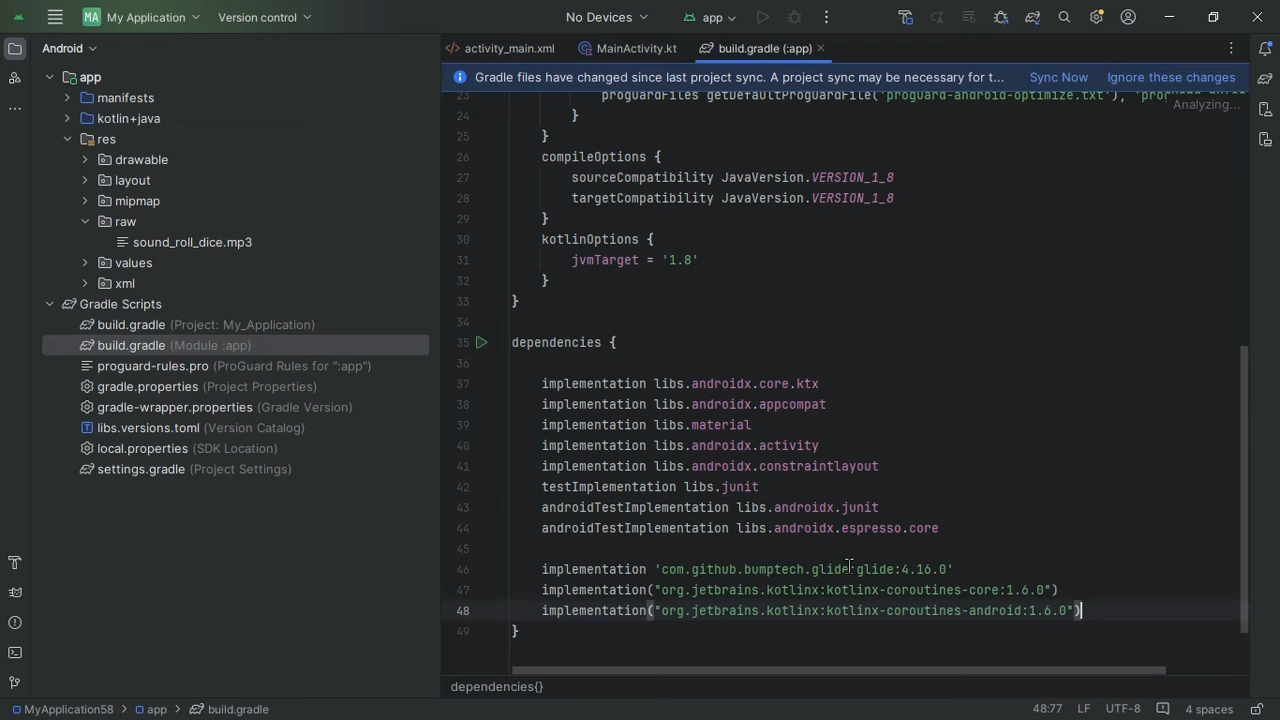 MA My Application Version control No Devices app
Android activity_main.xml MainActivity.kt build.gradle (:app)
Gradle files have changed since last project sync. A project sync may be necessary for t... Sync Now Ignore these changes
Analyzing...
app
manifests
kotlin+java
res
drawable
layout
mipmap
raw
sound_roll_dice.mp3
values
xml
Gradle Scripts
build.gradle (Project: My_Application)
build.gradle (Module :app)
proguard-rules.pro (ProGuard Rules for ":app")
gradle.properties (Project Properties)
gradle-wrapper.properties (Gradle Version)
libs.versions.toml (Version Catalog)
local.properties (SDK Location)
settings.gradle (Project Settings)
23 proguardFiles getDefaultProguardFile('proguard-android-optimize.txt'),
24 }
25 }
26 compileOptions {
27 sourceCompatibility JavaVersion.VERSION_1_8
28 targetCompatibility JavaVersion.VERSION_1_8
29 }
30 kotlinOptions {
31 jvmTarget = '1.8'
32 }
33 }
34
35 dependencies {
36
37 implementation libs.androidx.core.ktx
38 implementation libs.androidx.appcompat
39 implementation libs.material
40 implementation libs.androidx.activity
41 implementation libs.androidx.constraintlayout
42 testImplementation libs.junit
43 androidTestImplementation libs.androidx.junit
44 androidTestImplementation libs.androidx.espresso.core
45
46 implementation 'com.github.bumptech.glide:glide:4.16.0'
47 implementation("org.jetbrains.kotlinx:kotlinx-coroutines-core:1.6.0")
48 implementation("org.jetbrains.kotlinx:kotlinx-coroutines-android:1.6.0")
49 }
dependencies{}
MyApplication58 > app > build.gradle 48:77 LF UTF-8 4 spaces